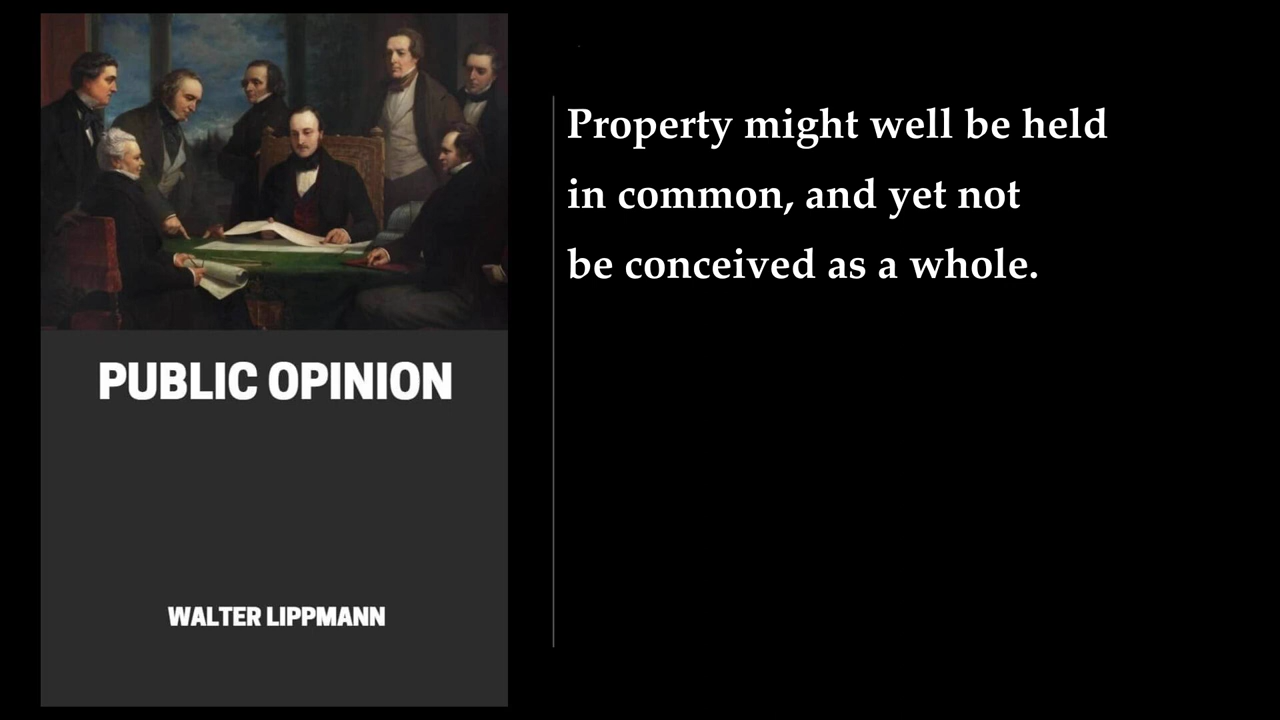 PUBLIC OPINION
WALTER LIPPMANN
Property might well be held
in common, and yet not
be conceived as a whole.